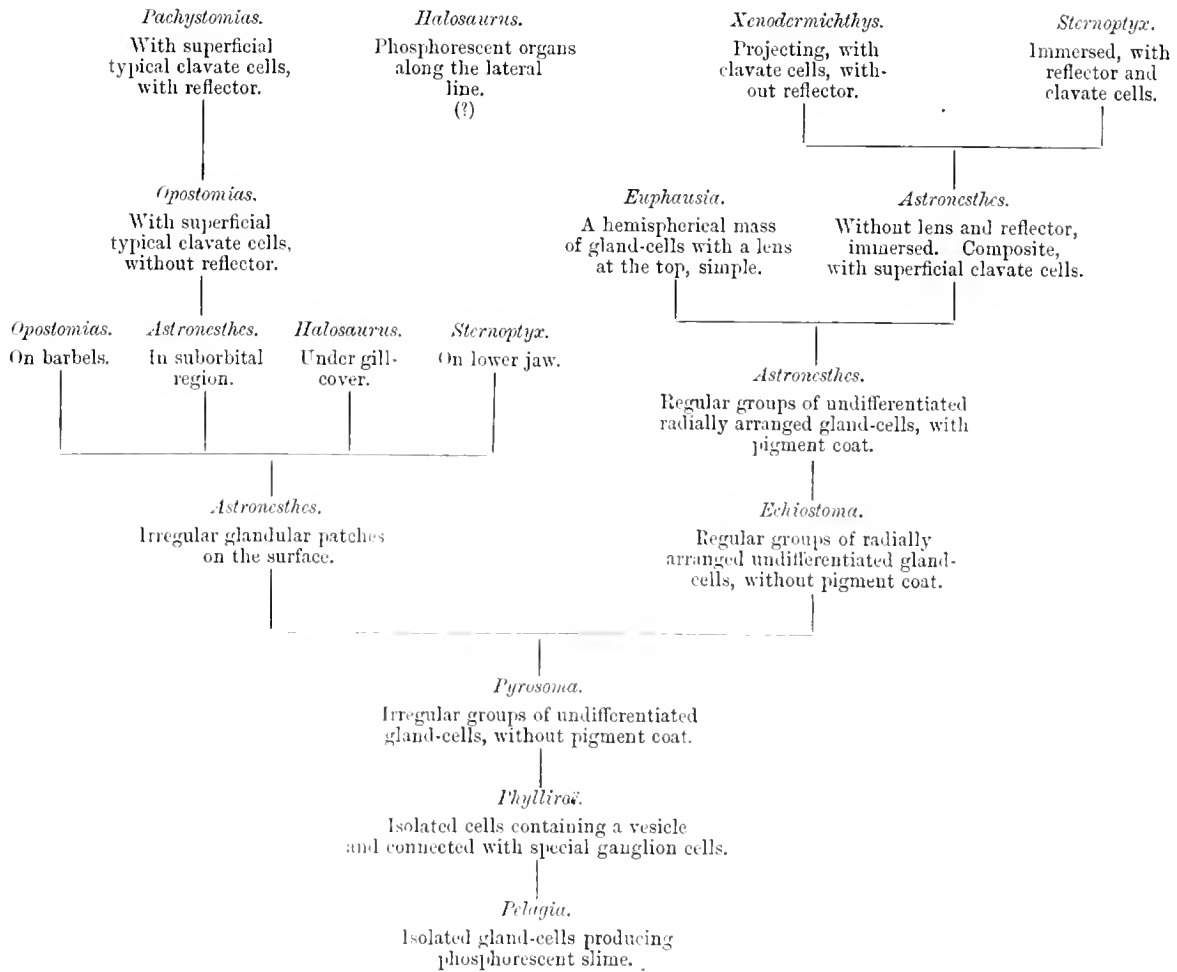 Pachystomias.
With superficial
typical clavate cells,
with reflector.
Halosaurus.
Phosphorescent organs
along the lateral
line.
(?)
Xenodermichthys.
Projecting, with
clavate cells, with-
out reflector.
Sternoptyx.
Immersed, with
reflector and
clavate cells.
Opostomias.
With superficial
typical clavate cells,
without reflector.
Euphausia.
A hemispherical mass
of gland-cells with a lens
at the top, simple.
Astronesthes.
Without lens and reflector,
immersed. Composite,
with superficial clavate cells.
Opostomias.
On barbels.
Astronesthes.
In suborbital
region.
Halosaurus.
Under gill-
cover.
Sternoptyx.
On lower jaw.
Astronesthes.
Regular groups of undifferentiated
radially arranged gland-cells, with
pigment coat.
Astronesthes.
Irregular glandular patches
on the surface.
Echiostoma.
Regular groups of radially
arranged undifferentiated gland-
cells, without pigment coat.
Pyrosoma.
Irregular groups of undifferentiated
gland-cells, without pigment coat.
Phylliroë.
Isolated cells containing a vesicle
and connected with special ganglion cells.
Pelagia.
Isolated gland-cells producing
phosphorescent slime.